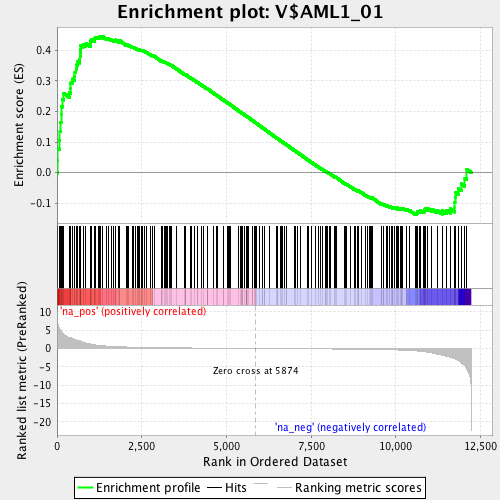 Enrichment plot: V$AML1_01
Enrichment score (ES)
0.4
0.3
0.2
0.1
0.0
-0.1
'na_pos' (positively correlated)
Ranked list metric (PreRanked)
10
5
0
-5
-10
-15
-20
Zero cross at 5874
'na_neg' (negatively correlated)
0
2,500
5,000
7,500
10,000
12,500
Rank in Ordered Dataset
Enrichment profile
Hits
Ranking metric scores